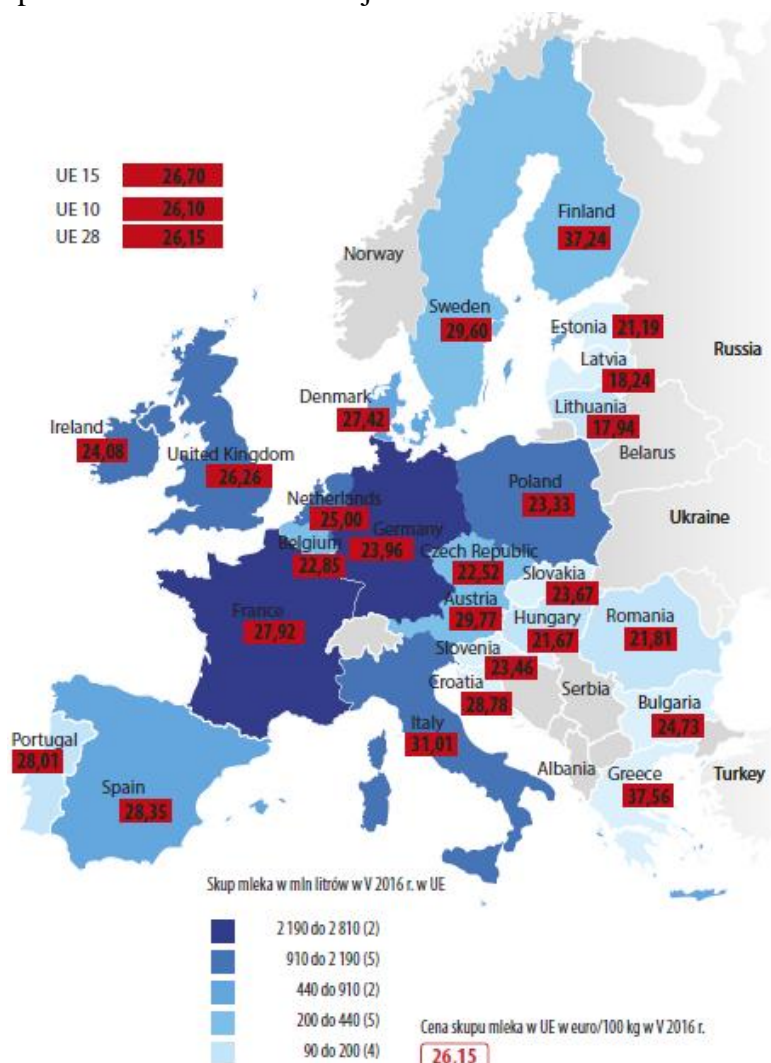 UE 15 26,70
UE 10 26,10
UE 28 26,15
Finland
37,24
Norway
Sweden
29,60
Estonia 21,19
Russia
Latvia
18,24
Denmark
27,42
Lithuania
17,94
Ireland
24,08
United Kingdom
26,26
Belarus
Netherlands
25,00
Poland
23,33
Germany
23,96
Ukraine
Belgium
22,85
Czech Republic
22,52
Slovakia
23,67
France
27,92
Austria
29,77
Hungary
21,67
Romania
21,81
Slovenia
23,46
Croatia
28,78
Serbia
Bulgaria
24,73
Italy
31,01
Portugal
28,01
Spain
28,35
Albania
Greece
37,56
Turkey
Skup mleka w mln litrów w V 2016 r. w UE
2 190 do 2 810 (2)
910 do 2 190 (5)
440 do 910 (2)
200 do 440 (5)
90 do 200 (4)
Cena skupu mleka w UE w euro/100 kg w V 2016 r.
26,15